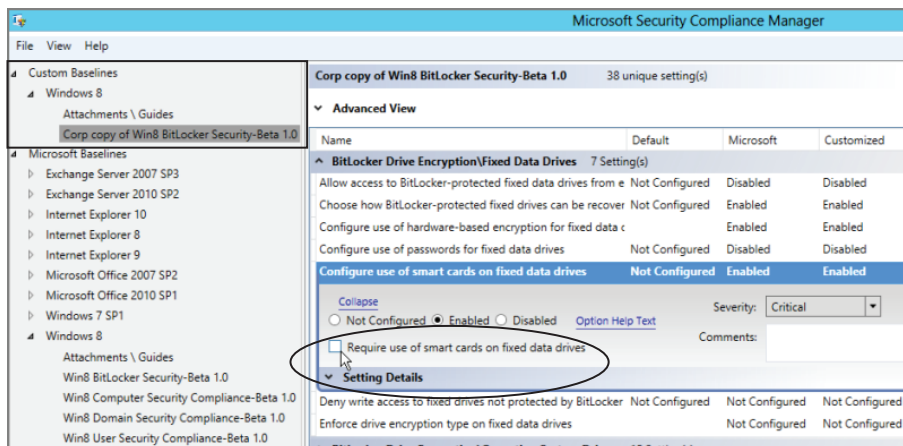 Microsoft Security Compliance Manager
File View Help
Custom Baselines
Windows 8
Attachments \ Guides
Corp copy of Win8 BitLocker Security-Beta 1.0
Microsoft Baselines
Exchange Server 2007 SP3
Exchange Server 2010 SP2
Internet Explorer 10
Internet Explorer 8
Internet Explorer 9
Microsoft Office 2007 SP2
Microsoft Office 2010 SP1
Windows 7 SP1
Windows 8
Attachments \ Guides
Win8 BitLocker Security-Beta 1.0
Win8 Computer Security Compliance-Beta 1.0
Win8 Domain Security Compliance-Beta 1.0
Win8 User Security Compliance-Beta 1.0
Corp copy of Win8 BitLocker Security-Beta 1.0 38 unique setting(s)
Advanced View
Name Default Microsoft Customized
BitLocker Drive Encryption\Fixed Data Drives 7 Setting(s)
Allow access to BitLocker-protected fixed data drives from e Not Configured Disabled Disabled
Choose how BitLocker-protected fixed drives can be recover Not Configured Enabled Enabled
Configure use of hardware-based encryption for fixed data Enabled Enabled
Configure use of passwords for fixed data drives Not Configured Disabled Disabled
Configure use of smart cards on fixed data drives Not Configured Enabled Enabled
Collapse
Not Configured Enabled Disabled Option Help Text Severity: Critical
Require use of smart cards on fixed data drives Comments:
Setting Details
Deny write access to fixed drives not protected by BitLocker Not Configured Not Configured Not Configured
Enforce drive encryption type on fixed data drives Not Configured Not Configured